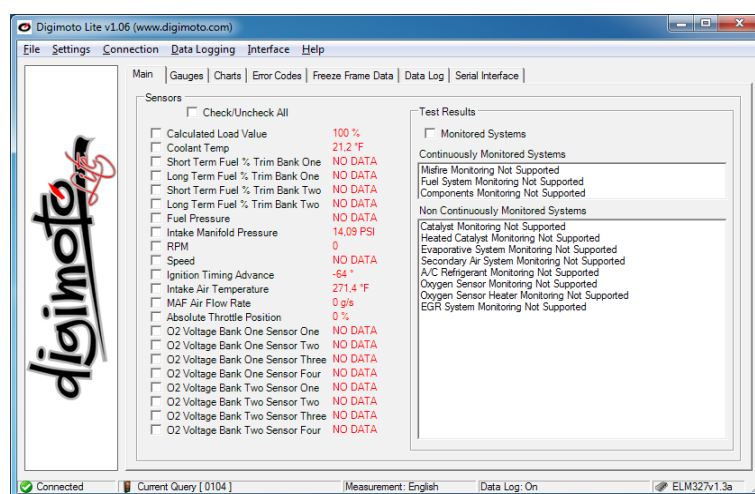 Digimoto Lite v1.06 (www.digimoto.com)
File Settings Connection Data Logging Interface Help
Main Gauges Charts Error Codes Freeze Frame Data Data Log Serial Interface
digimoto Lite
Sensors
Check/Uncheck All
Calculated Load Value 100 %
Coolant Temp 21,2 °F
Short Term Fuel % Trim Bank One NO DATA
Long Term Fuel % Trim Bank One NO DATA
Short Term Fuel % Trim Bank Two NO DATA
Long Term Fuel % Trim Bank Two NO DATA
Fuel Pressure NO DATA
Intake Manifold Pressure 14,09 PSI
RPM 0
Speed NO DATA
Ignition Timing Advance -64 °
Intake Air Temperature 271,4 °F
MAF Air Flow Rate 0 g/s
Absolute Throttle Position 0 %
O2 Voltage Bank One Sensor One NO DATA
O2 Voltage Bank One Sensor Two NO DATA
O2 Voltage Bank One Sensor Three NO DATA
O2 Voltage Bank One Sensor Four NO DATA
O2 Voltage Bank Two Sensor One NO DATA
O2 Voltage Bank Two Sensor Two NO DATA
O2 Voltage Bank Two Sensor Three NO DATA
O2 Voltage Bank Two Sensor Four NO DATA
Test Results
Monitored Systems
Continuously Monitored Systems
Misfire Monitoring Not Supported
Fuel System Monitoring Not Supported
Components Monitoring Not Supported
Non Continuously Monitored Systems
Catalyst Monitoring Not Supported
Heated Catalyst Monitoring Not Supported
Evaporative System Monitoring Not Supported
Secondary Air System Monitoring Not Supported
A/C Refrigerant Monitoring Not Supported
Oxygen Sensor Monitoring Not Supported
Oxygen Sensor Heater Monitoring Not Supported
EGR System Monitoring Not Supported
Connected Current Query [ 0104 ] Measurement: English Data Log: On ELM327v1.3a